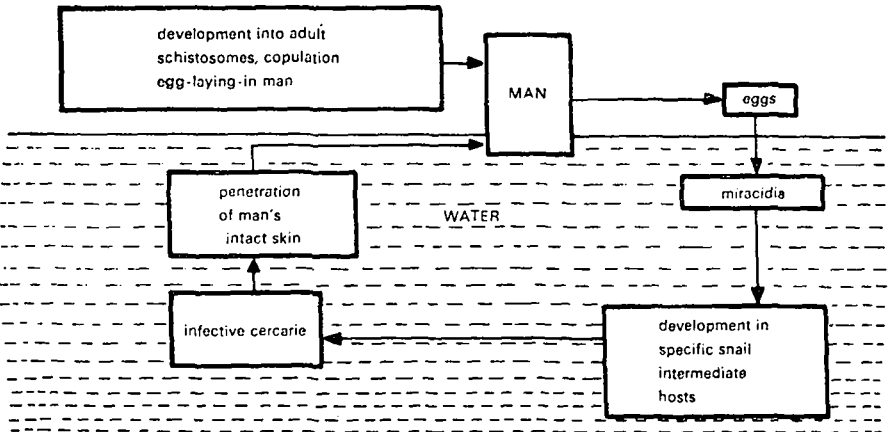 development into adult
schistosomes, copulation
egg-laying-in man
MAN
eggs
miracidia
penetration
of man's
intact skin
WATER
infective cercarie
development in
specific snail
intermediate
hosts